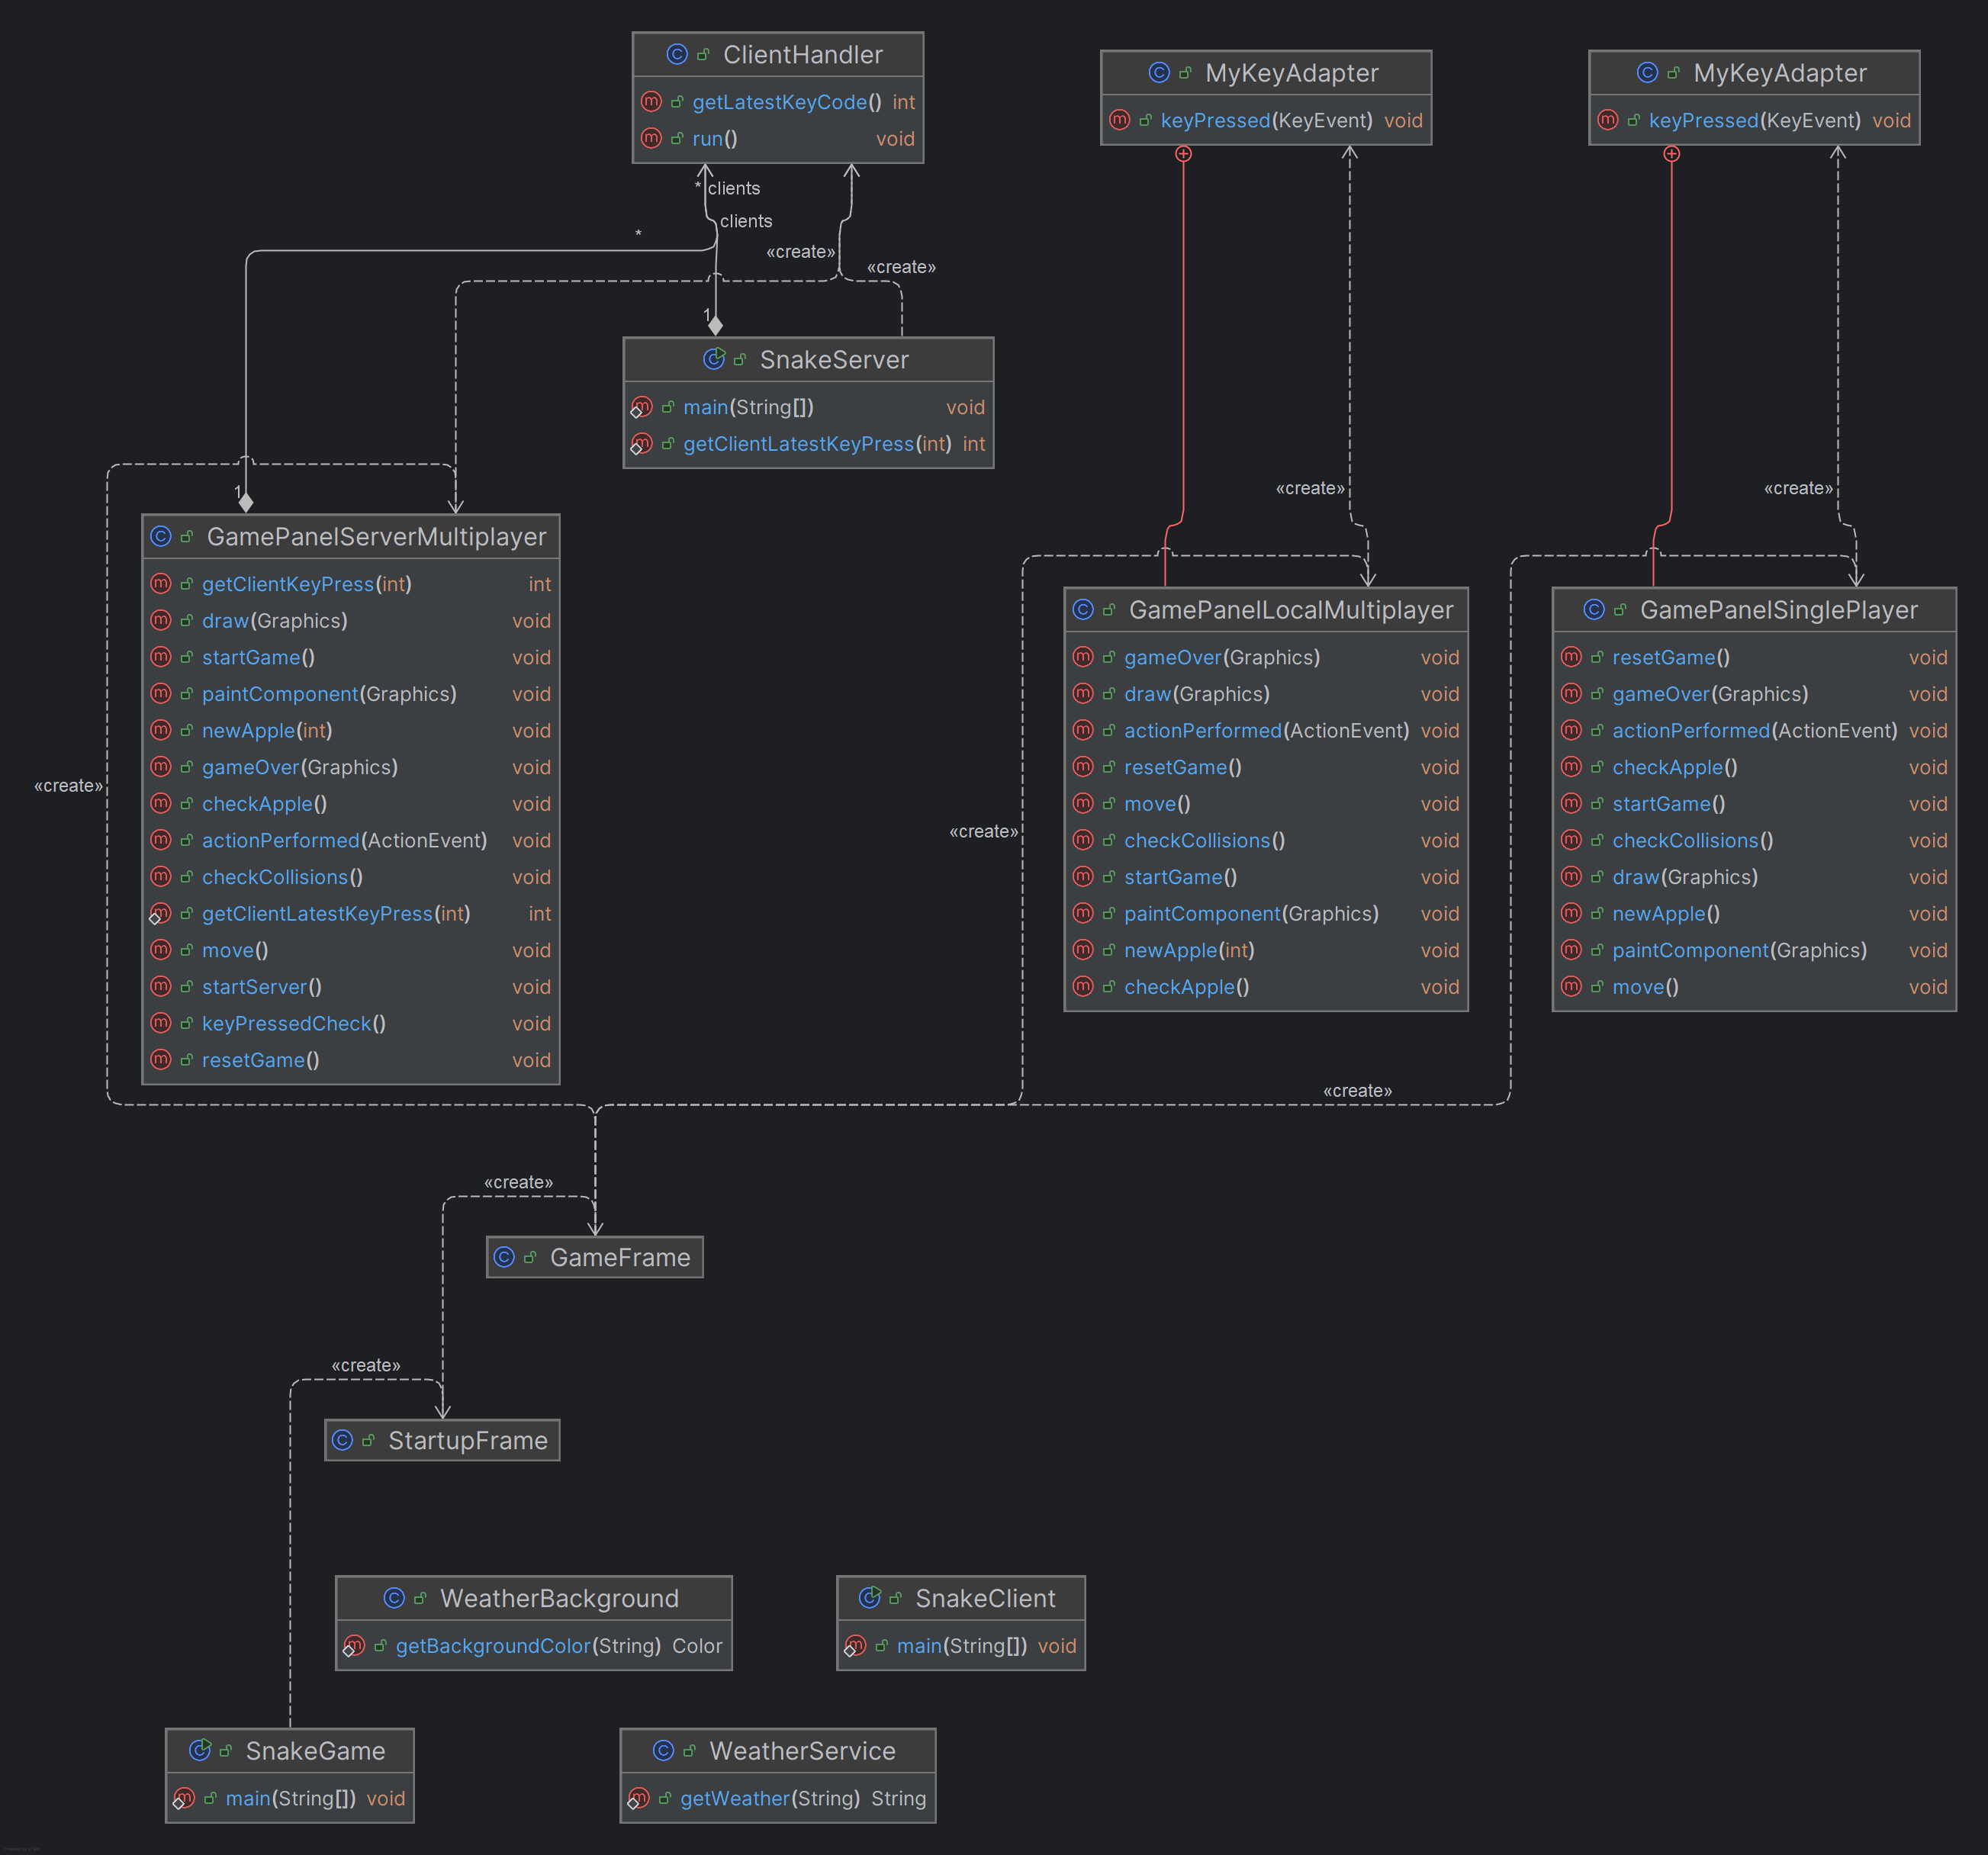 ClientHandler
getLatestKeyCode() int
run() void
MyKeyAdapter
keyPressed(KeyEvent) void
MyKeyAdapter
keyPressed(KeyEvent) void
* clients
clients
*
«create»
«create»
1
SnakeServer
main(String[]) void
getClientLatestKeyPress(int) int
1
«create»
«create»
GamePanelServerMultiplayer
getClientKeyPress(int) int
draw(Graphics) void
startGame() void
paintComponent(Graphics) void
newApple(int) void
gameOver(Graphics) void
checkApple() void
actionPerformed(ActionEvent) void
checkCollisions() void
getClientLatestKeyPress(int) int
move() void
startServer() void
keyPressedCheck() void
resetGame() void
«create»
GamePanelLocalMultiplayer
gameOver(Graphics) void
draw(Graphics) void
actionPerformed(ActionEvent) void
resetGame() void
move() void
checkCollisions() void
startGame() void
paintComponent(Graphics) void
newApple(int) void
checkApple() void
«create»
GamePanelSinglePlayer
resetGame() void
gameOver(Graphics) void
actionPerformed(ActionEvent) void
checkApple() void
startGame() void
checkCollisions() void
draw(Graphics) void
newApple() void
paintComponent(Graphics) void
move() void
«create»
«create»
GameFrame
«create»
StartupFrame
WeatherBackground
getBackgroundColor(String) Color
SnakeClient
main(String[]) void
SnakeGame
main(String[]) void
WeatherService
getWeather(String) String